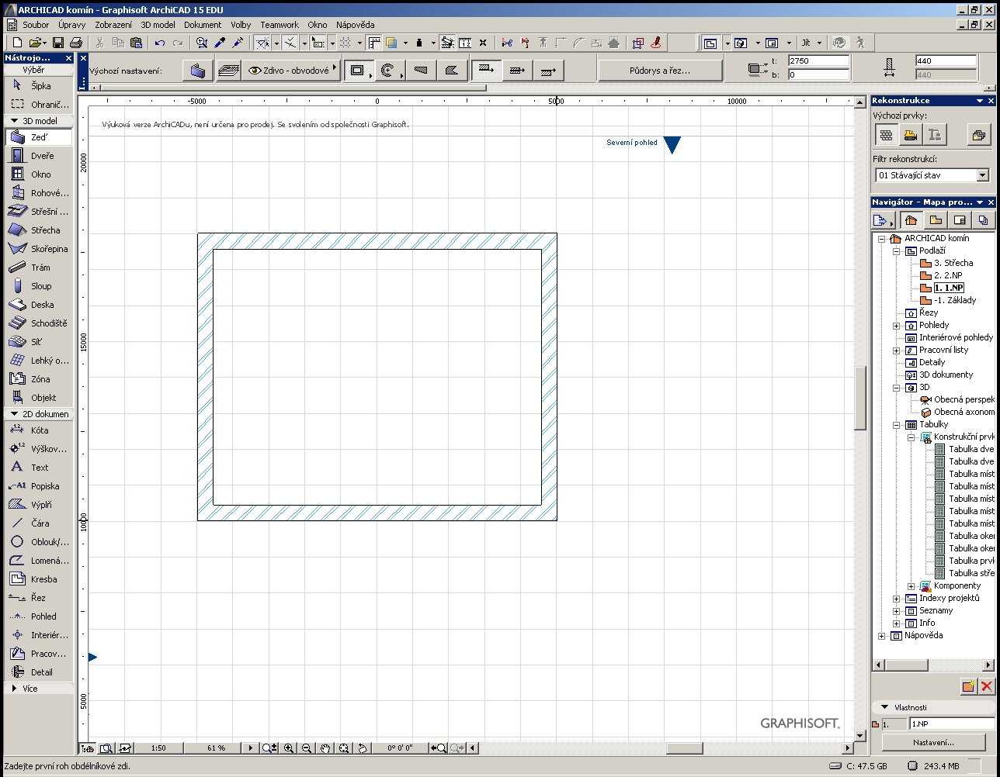 ARCHICAD komín - Graphisoft ArchiCAD 15 EDU
Soubor Úpravy Zobrazení 3D model Dokument Volby Teamwork Okno Nápověda
Nástrojo...
Výběr
Šipka
Ohranič...
3D model
Zeď
Dveře
Okno
Rohové...
Střešní ...
Střecha
Skořepina
Trám
Sloup
Deska
Schodiště
Síť
Lehký o...
Zóna
Objekt
2D dokumen
Kóta
Výškov...
Text
Popiska
Výplň
Čára
Oblouk/...
Lomená...
Kresba
Řez
Pohled
Interiér...
Pracov...
Detail
Více
Výchozí nastavení:
Zdivo - obvodové
Půdorys a řez...
t: 2750
b: 0
440
440
-5000 0 5000 10000
20000
15000
10000
5000
Výuková verze ArchiCADu, není určena pro prodej. Se svolením od společnosti Graphisoft.
Severní pohled
GRAPHISOFT.
1:50 61 % 0° 0' 0"
Rekonstrukce
Výchozí prvky:
Filtr rekonstrukcí:
01 Stávající stav
Navigátor - Mapa pro...
ARCHICAD komín
Podlaží
3. Střecha
2. 2.NP
1. 1.NP
-1. Základy
Řezy
Pohledy
Interiérové pohledy
Pracovní listy
Detaily
3D dokumenty
3D
Obecná perspek
Obecná axonom
Tabulky
Konstrukční prvk
Tabulka dve
Tabulka dve
Tabulka míst
Tabulka míst
Tabulka míst
Tabulka míst
Tabulka míst
Tabulka oke
Tabulka oke
Tabulka prvk
Tabulka stře
Komponenty
Indexy projektů
Seznamy
Info
Nápověda
Vlastnosti
1. 1.NP
Nastavení...
Zadejte první roh obdélníkové zdi.
C: 47.5 GB 243.4 MB